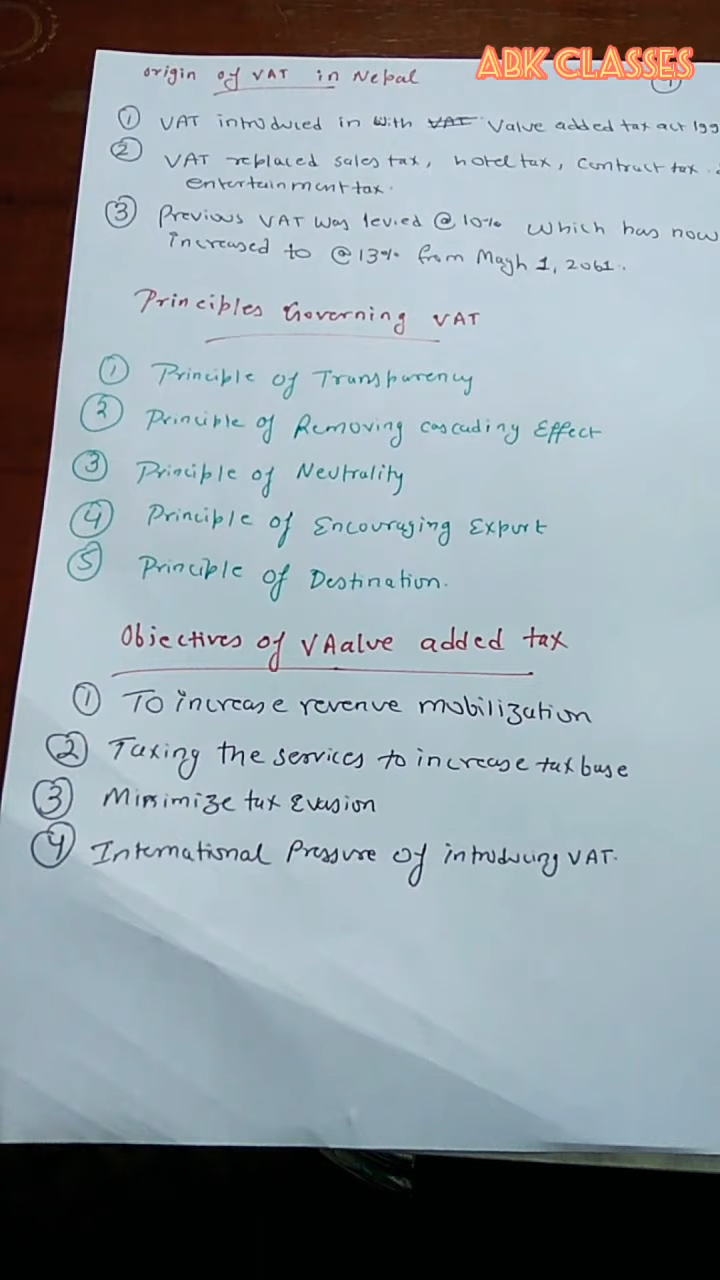 ABK CLASSES
Origin of VAT in Nepal
① VAT introduced in with VAT Value added tax act 199
② VAT replaced sales tax, hotel tax, contract tax
entertainment tax.
③ Previous VAT was levied @ 10% which has now
increased to @ 13% from Magh 1, 2061.
Principles Governing VAT
① Principle of Transparency
② Principle of Removing cascading Effect
③ Principle of Neutrality
④ Principle of Encouraging Export
⑤ Principle of Destination.
Objectives of VAalue added tax
① To increase revenue mobilization
② Taxing the services to increase tax base
③ Minimize tax Evasion
④ International Pressure of introducing VAT.